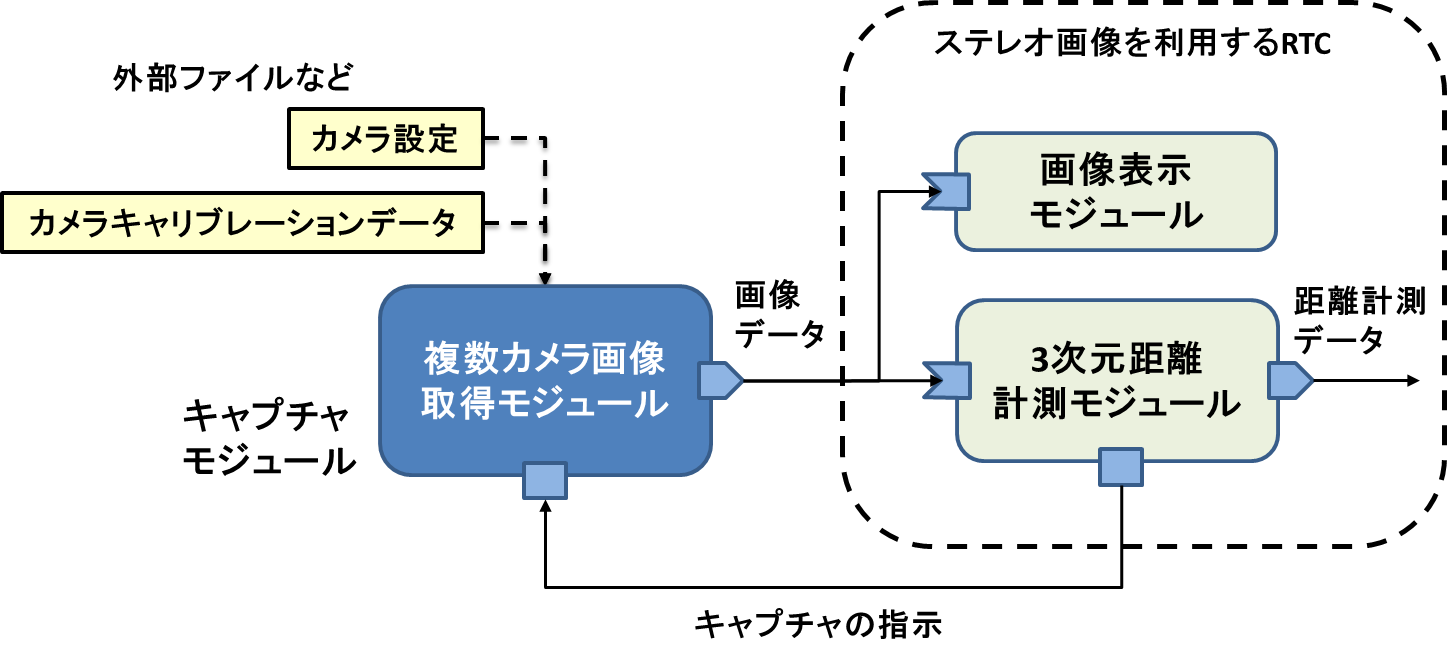 ステレオ画像を利用するRTC
外部ファイルなど
カメラ設定
カメラキャリブレーションデータ
画像表示
モジュール
画像
データ
距離計測
データ
複数カメラ画像
取得モジュール
3次元距離
計測モジュール
キャプチャ
モジュール
キャプチャの指示